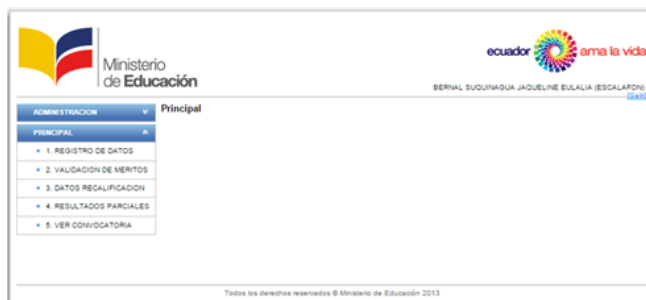 Ministerio
de Educación
ecuador ama la vida
BERNAL SUQUINAGUA JAQUELINE EULALIA (ESCALAFON)
[Salir]
ADMINISTRACION
Principal
PRINCIPAL
1. REGISTRO DE DATOS
2. VALIDACION DE MERITOS
3. DATOS RECALIFICACION
4. RESULTADOS PARCIALES
5. VER CONVOCATORIA
Todos los derechos reservados © Ministerio de Educación 2013